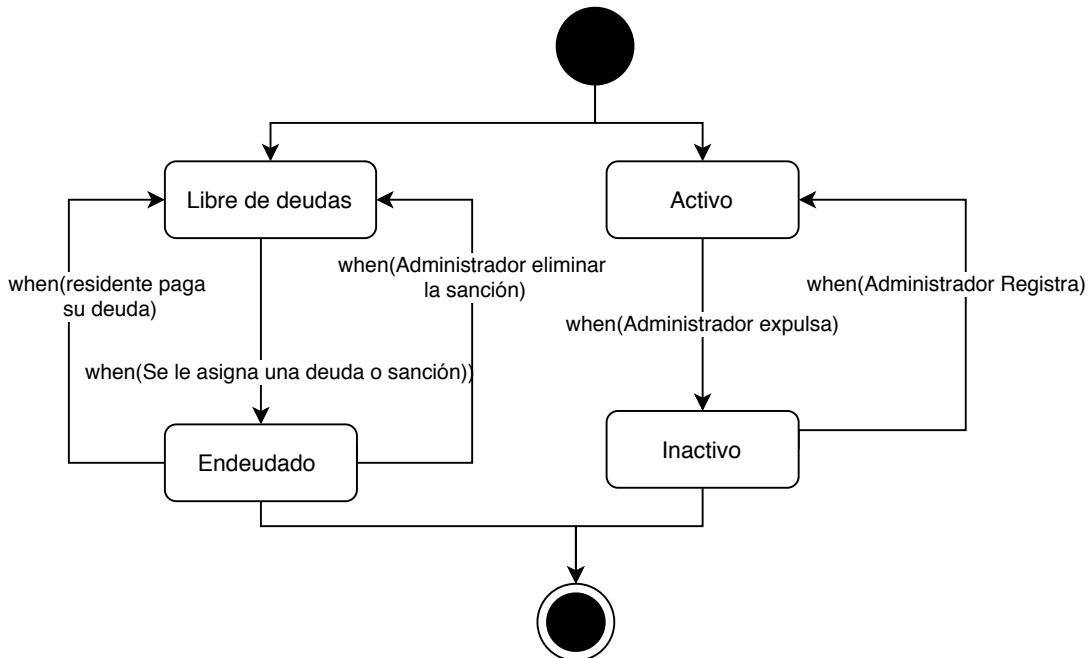 Libre de deudas
Activo
when(residente paga
su deuda)
when(Administrador eliminar
la sanción)
when(Administrador Registra)
when(Administrador expulsa)
when(Se le asigna una deuda o sanción))
Endeudado
Inactivo